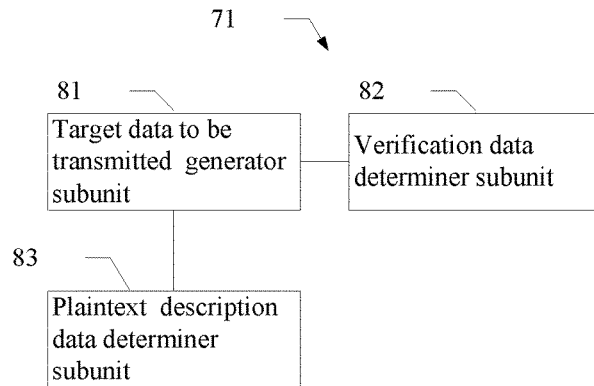 71
81
82
Target data to be
transmitted generator
subunit
Verification data
determiner subunit
83
Plaintext description
data determiner
subunit